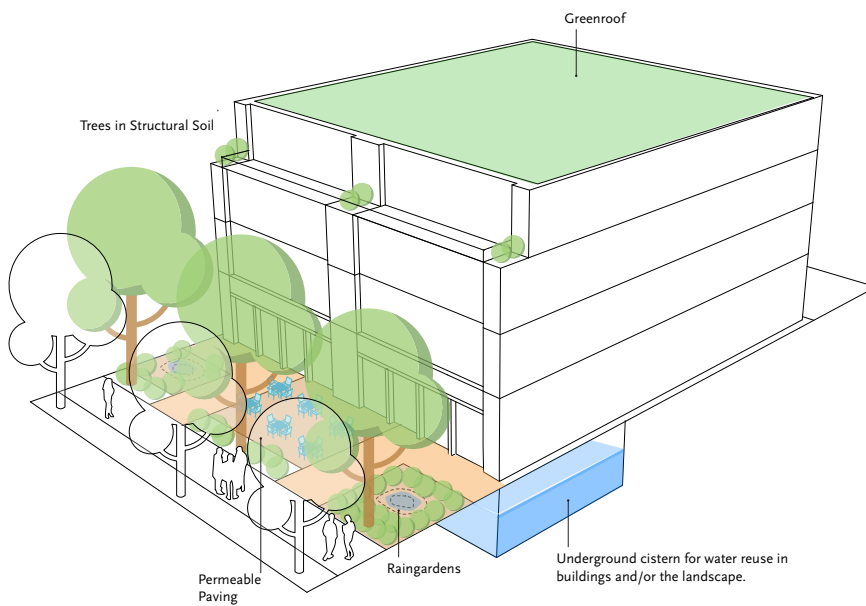 Greenroof
Trees in Structural Soil
Raingardens
Underground cistern for water reuse in
buildings and/or the landscape.
Permeable
Paving